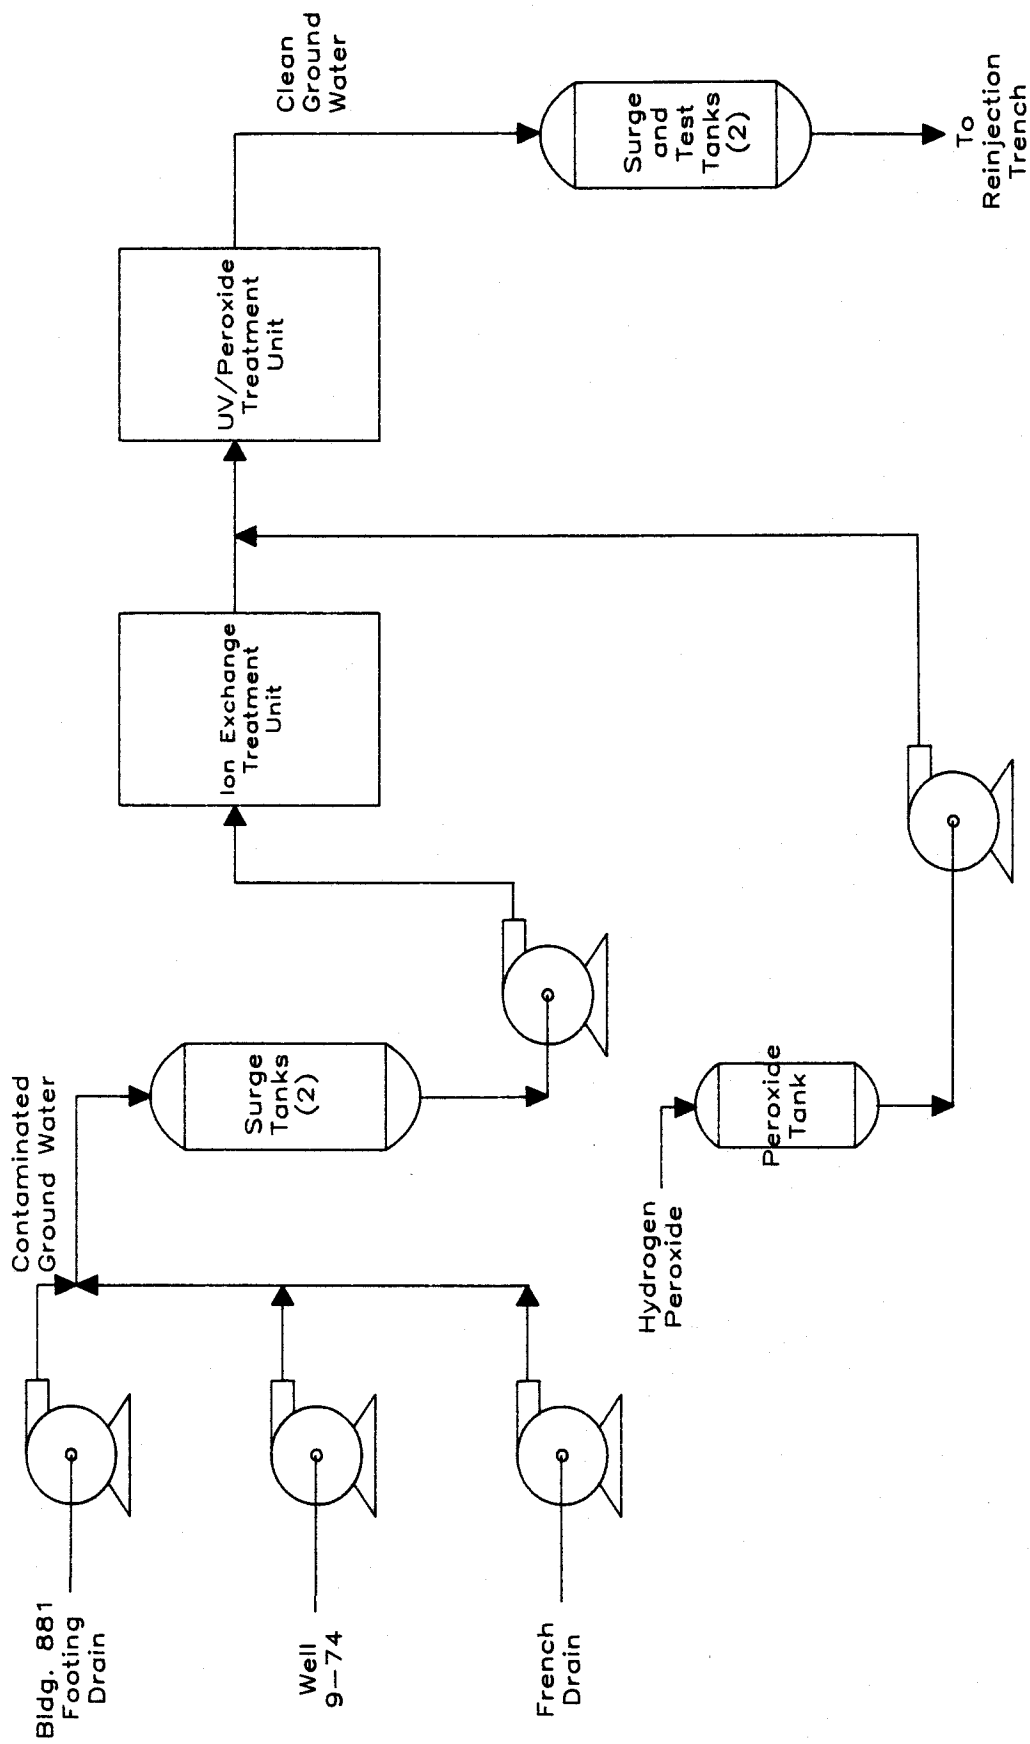 Bldg. 881
Footing
Drain
Well
9-74
French
Drain
Contaminated
Ground Water
Surge
Tanks
(2)
Hydrogen
Peroxide
Peroxide
Tank
Ion Exchange
Treatment
Unit
UV/Peroxide
Treatment
Unit
Clean
Ground
Water
Surge
and
Test
Tanks
(2)
To
Reinjection
Trench